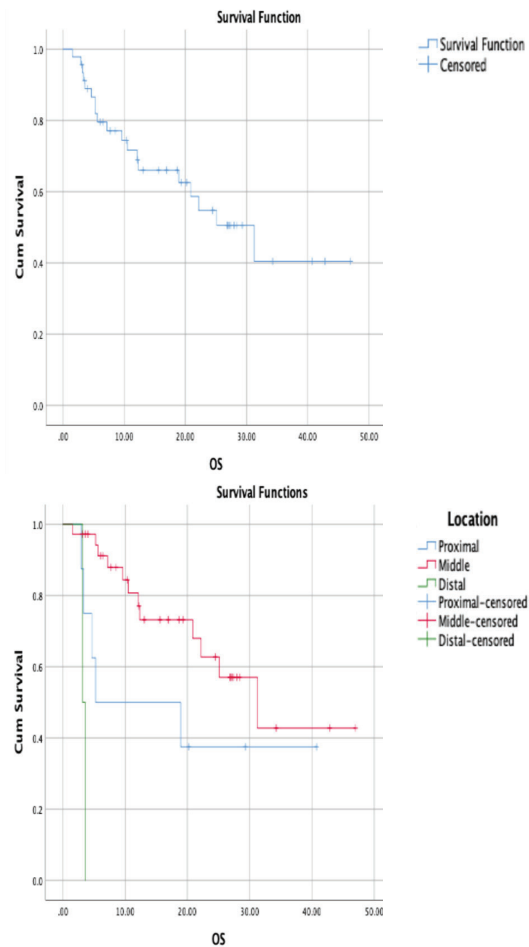 Survival Function
Survival Function
Censored
Cum Survival
1.0
0.8
0.6
0.4
0.2
0.0
.00 10.00 20.00 30.00 40.00 50.00
OS
Survival Functions
Location
Proximal
Middle
Distal
Proximal-censored
Middle-censored
Distal-censored
Cum Survival
1.0
0.8
0.6
0.4
0.2
0.0
.00 10.00 20.00 30.00 40.00 50.00
OS